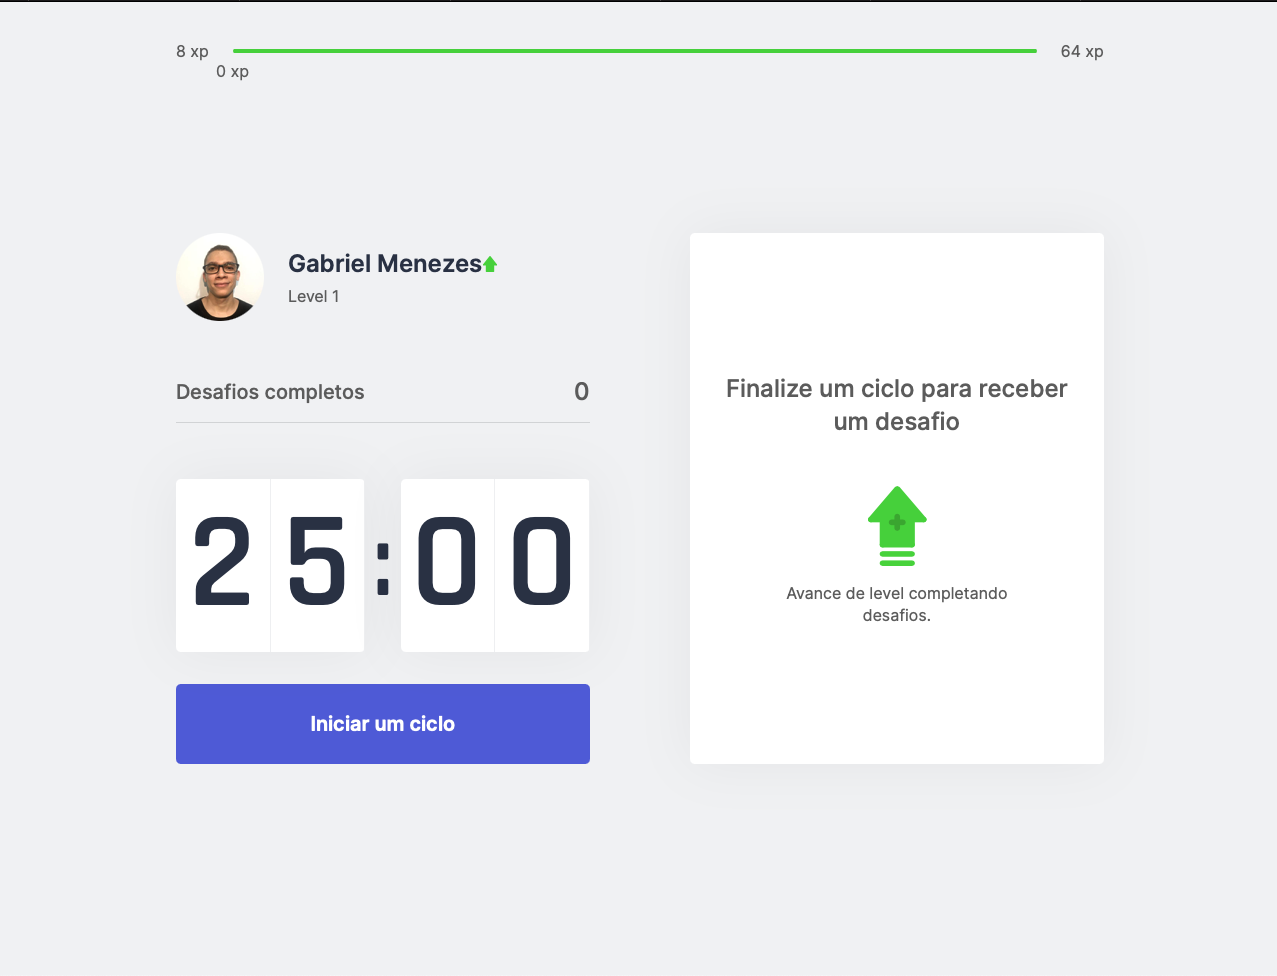 8 xp
64 xp
0 xp
Gabriel Menezes
Level 1
Desafios completos
0
25:00
Iniciar um ciclo
Finalize um ciclo para receber
um desafio
Avance de level completando
desafios.